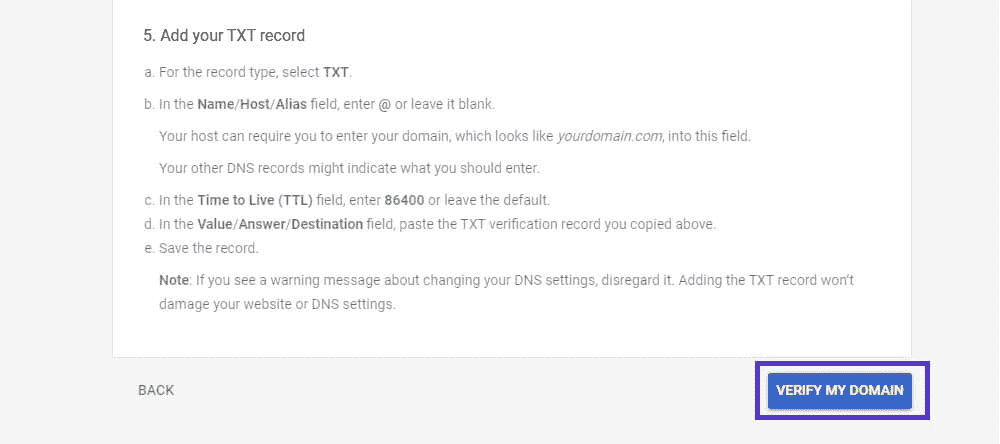 5. Add your TXT record
a. For the record type, select TXT.
b. In the Name/Host/Alias field, enter @ or leave it blank.
Your host can require you to enter your domain, which looks like yourdomain.com, into this field.
Your other DNS records might indicate what you should enter.
c. In the Time to Live (TTL) field, enter 86400 or leave the default.
d. In the Value/Answer/Destination field, paste the TXT verification record you copied above.
e. Save the record.
Note: If you see a warning message about changing your DNS settings, disregard it. Adding the TXT record won't
damage your website or DNS settings.
BACK
VERIFY MY DOMAIN